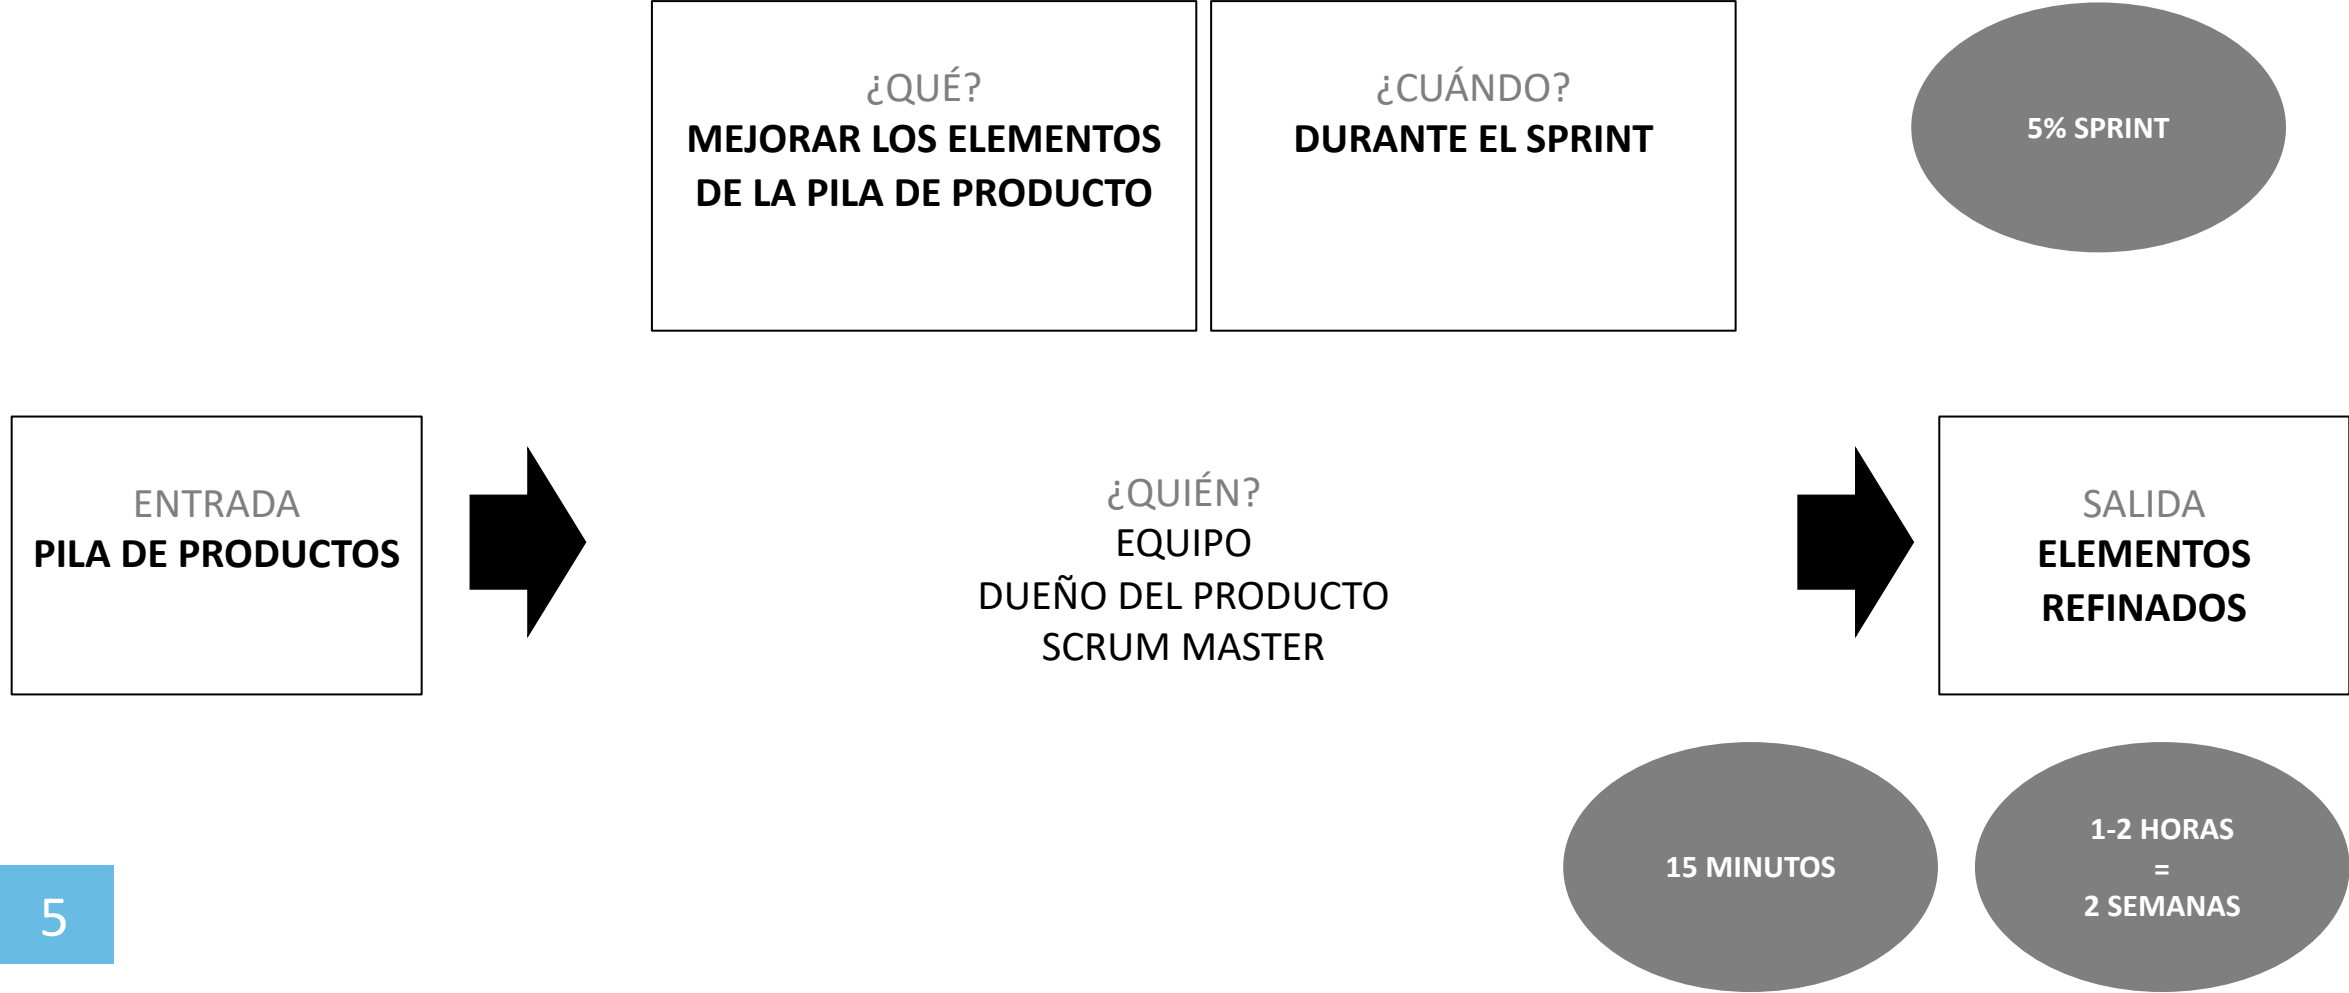 ¿QUÉ?
MEJORAR LOS ELEMENTOS
DE LA PILA DE PRODUCTO
¿CUÁNDO?
DURANTE EL SPRINT
5% SPRINT
ENTRADA
PILA DE PRODUCTOS
¿QUIÉN?
EQUIPO
DUEÑO DEL PRODUCTO
SCRUM MASTER
SALIDA
ELEMENTOS
REFINADOS
15 MINUTOS
1-2 HORAS
=
2 SEMANAS
5